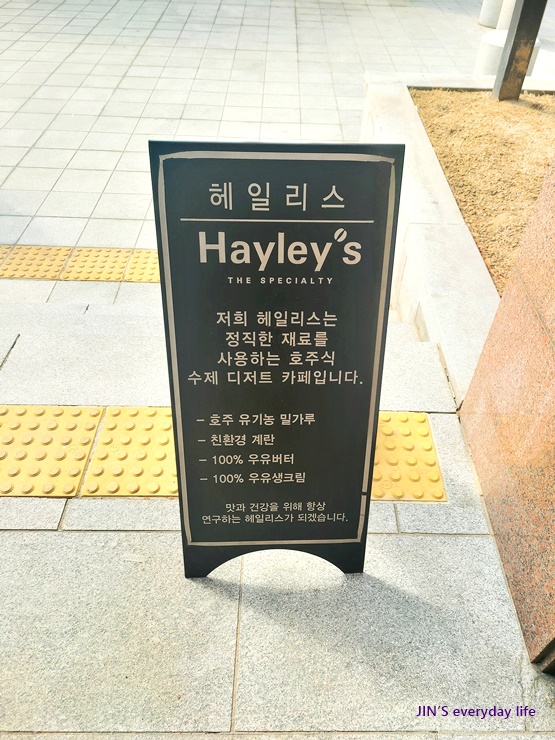 헤일리스
Hayley's
THE SPECIALTY
저희 헤일리스는
정직한 재료를
사용하는 호주식
수제 디저트 카페입니다.
- 호주 유기농 밀가루
- 친환경 계란
- 100% 우유버터
- 100% 우유생크림
맛과 건강을 위해 항상
연구하는 헤일리스가 되겠습니다.
JIN'S everyday life